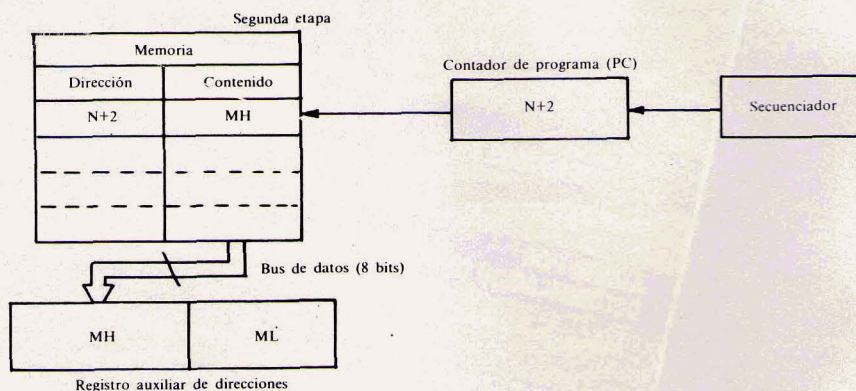 Segunda etapa
Memoria
Dirección
Contenido
N+2
MH
Contador de programa (PC)
N+2
Secuenciador
Bus de datos (8 bits)
MH
ML
Registro auxiliar de direcciones